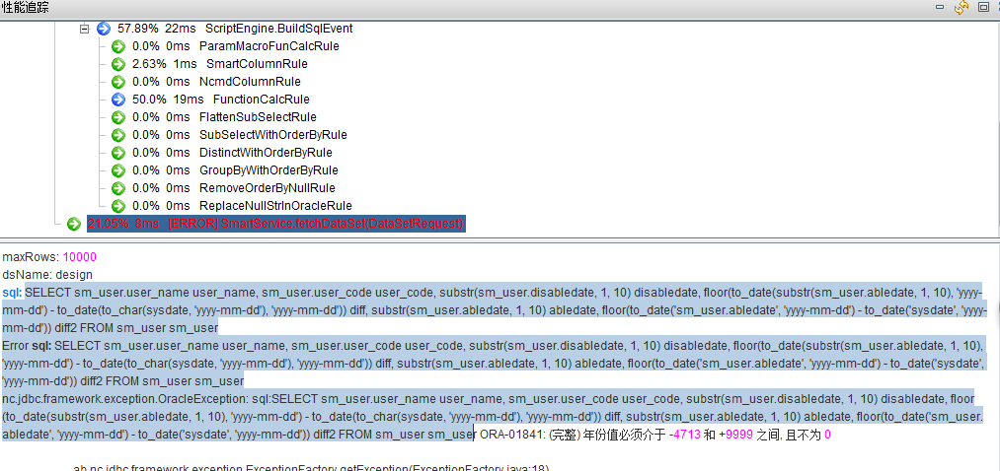 性能追踪
57.89% 22ms ScriptEngine.BuildSqlEvent
0.0% 0ms ParamMacroFunCalcRule
2.63% 1ms SmartColumnRule
0.0% 0ms NcmdColumnRule
50.0% 19ms FunctionCalcRule
0.0% 0ms FlattenSubSelectRule
0.0% 0ms SubSelectWithOrderByRule
0.0% 0ms DistinctWithOrderByRule
0.0% 0ms GroupByWithOrderByRule
0.0% 0ms RemoveOrderByNullRule
0.0% 0ms ReplaceNullStrInOracleRule
21.05% 8ms [ERROR] SmartService.fetchDataSet(DataSetRequest)
maxRows: 10000
dsName: design
sql: SELECT sm_user.user_name user_name, sm_user.user_code user_code, substr(sm_user.disabledate, 1, 10) disabledate, floor(to_date(substr(sm_user.abledate, 1, 10), 'yyyy-
mm-dd') - to_date(to_char(sysdate, 'yyyy-mm-dd'), 'yyyy-mm-dd')) diff, substr(sm_user.abledate, 1, 10) abledate, floor(to_date('sm_user.abledate', 'yyyy-mm-dd') - to_date('sysdate', 'yyyy-
mm-dd')) diff2 FROM sm_user sm_user
Error sql: SELECT sm_user.user_name user_name, sm_user.user_code user_code, substr(sm_user.disabledate, 1, 10) disabledate, floor(to_date(substr(sm_user.abledate, 1, 10),
'yyyy-mm-dd') - to_date(to_char(sysdate, 'yyyy-mm-dd'), 'yyyy-mm-dd')) diff, substr(sm_user.abledate, 1, 10) abledate, floor(to_date('sm_user.abledate', 'yyyy-mm-dd') - to_date('sysdate',
'yyyy-mm-dd')) diff2 FROM sm_user sm_user
nc.jdbc.framework.exception.OracleException: sql:SELECT sm_user.user_name user_name, sm_user.user_code user_code, substr(sm_user.disabledate, 1, 10) disabledate, floor
(to_date(substr(sm_user.abledate, 1, 10), 'yyyy-mm-dd') - to_date(to_char(sysdate, 'yyyy-mm-dd'), 'yyyy-mm-dd')) diff, substr(sm_user.abledate, 1, 10) abledate, floor(to_date('sm_user.
abledate', 'yyyy-mm-dd') - to_date('sysdate', 'yyyy-mm-dd')) diff2 FROM sm_user sm_user ORA-01841: (完整) 年份值必须介于 -4713 和 +9999 之间, 且不为 0
ab.nc.jdbc.framework.exception.ExceptionFactory.getException(ExceptionFactory.java:18)